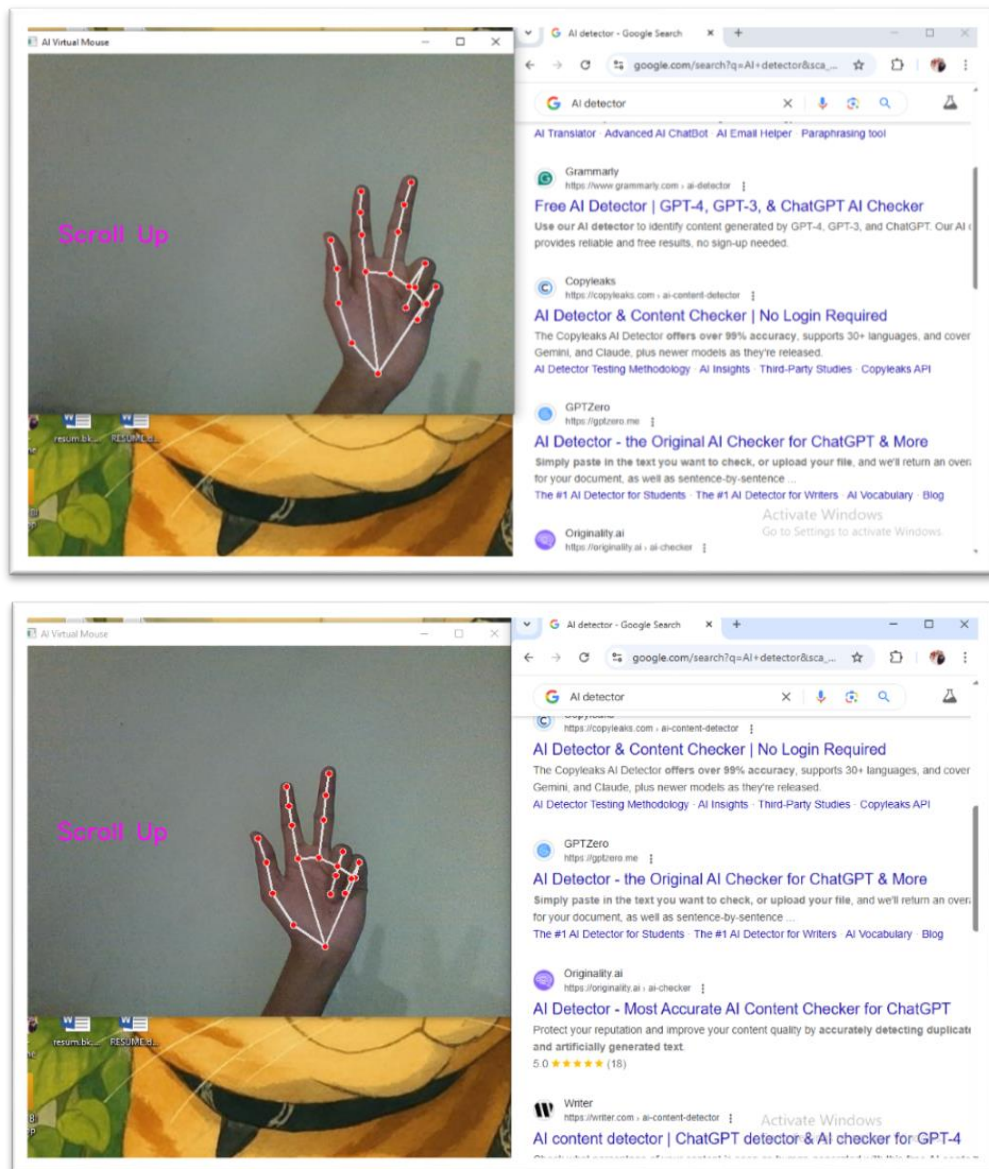 AI Virtual Mouse
AI detector - Google Search
google.com/search?q=AI+detector&sca_...
AI detector
AI Translator · Advanced AI ChatBot · AI Email Helper · Paraphrasing tool
Grammarly
https://www.grammarly.com › ai-detector
Free AI Detector | GPT-4, GPT-3, & ChatGPT AI Checker
Use our AI detector to identify content generated by GPT-4, GPT-3, and ChatGPT. Our AI
provides reliable and free results, no sign-up needed.
Scroll Up
Copyleaks
https://copyleaks.com › ai-content-detector
AI Detector & Content Checker | No Login Required
The Copyleaks AI Detector offers over 99% accuracy, supports 30+ languages, and cover
Gemini, and Claude, plus newer models as they're released.
AI Detector Testing Methodology · AI Insights · Third-Party Studies · Copyleaks API
GPTZero
https://gptzero.me
AI Detector - the Original AI Checker for ChatGPT & More
Simply paste in the text you want to check, or upload your file, and we'll return an over
for your document, as well as sentence-by-sentence ...
The #1 AI Detector for Students · The #1 AI Detector for Writers · AI Vocabulary · Blog
resum.bk... RESUME.d...
Activate Windows
Go to Settings to activate Windows.
Originality.ai
https://originality.ai › ai-checker
AI Virtual Mouse
AI detector - Google Search
google.com/search?q=AI+detector&sca_...
AI detector
Copyleaks
https://copyleaks.com › ai-content-detector
AI Detector & Content Checker | No Login Required
The Copyleaks AI Detector offers over 99% accuracy, supports 30+ languages, and cover
Gemini, and Claude, plus newer models as they're released.
AI Detector Testing Methodology · AI Insights · Third-Party Studies · Copyleaks API
Scroll Up
GPTZero
https://gptzero.me
AI Detector - the Original AI Checker for ChatGPT & More
Simply paste in the text you want to check, or upload your file, and we'll return an over
for your document, as well as sentence-by-sentence ...
The #1 AI Detector for Students · The #1 AI Detector for Writers · AI Vocabulary · Blog
Originality.ai
https://originality.ai › ai-checker
AI Detector - Most Accurate AI Content Checker for ChatGPT
Protect your reputation and improve your content quality by accurately detecting duplicate
and artificially generated text.
5.0 ★★★★★ (18)
resum.bk... RESUME.d...
Writer
https://writer.com › ai-content-detector
Activate Windows
AI content detector | ChatGPT detector & AI checker for GPT-4